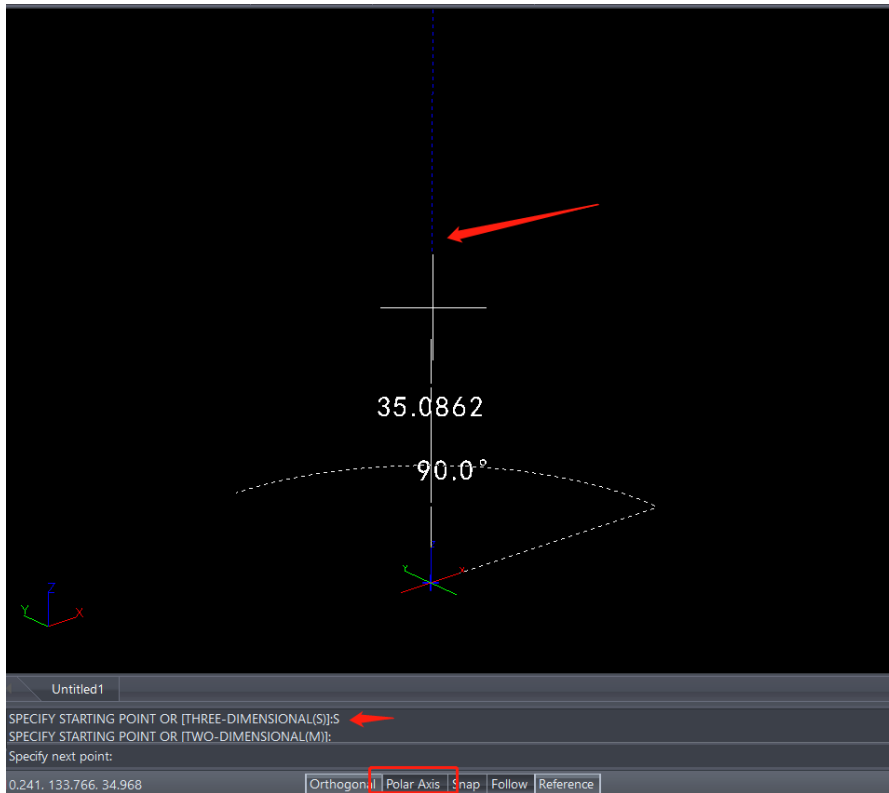 35.0862
90.0°
Z
Y
X
Y
X
Untitled1
SPECIFY STARTING POINT OR [THREE-DIMENSIONAL(S)]:S
SPECIFY STARTING POINT OR [TWO-DIMENSIONAL(M)]:
Specify next point:
0.241. 133.766. 34.968 Orthogonal Polar Axis Snap Follow Reference